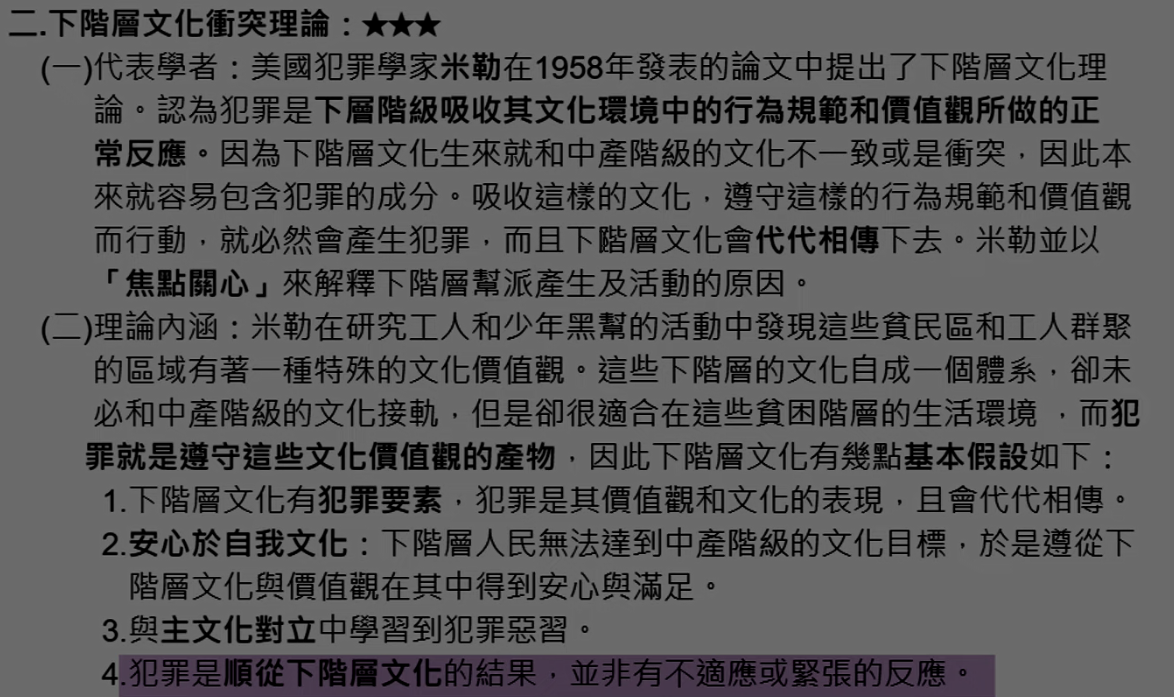 二.下階層文化衝突理論：★★★
(一)代表學者：美國犯罪學家米勒在1958年發表的論文中提出了下階層文化理
論。認為犯罪是下層階級吸收其文化環境中的行為規範和價值觀所做的正
常反應。因為下階層文化生來就和中產階級的文化不一致或是衝突，因此本
來就容易包含犯罪的成分。吸收這樣的文化，遵守這樣的行為規範和價值觀
而行動，就必然會產生犯罪，而且下階層文化會代代相傳下去。米勒並以
「焦點關心」來解釋下階層幫派產生及活動的原因。
(二)理論內涵：米勒在研究工人和少年黑幫的活動中發現這些貧民區和工人群聚
的區域有著一種特殊的文化價值觀。這些下階層的文化自成一個體系，卻未
必和中產階級的文化接軌，但是卻很適合在這些貧困階層的生活環境 ，而犯
罪就是遵守這些文化價值觀的產物，因此下階層文化有幾點基本假設如下：
1.下階層文化有犯罪要素，犯罪是其價值觀和文化的表現，且會代代相傳。
2.安心於自我文化：下階層人民無法達到中產階級的文化目標，於是遵從下
階層文化與價值觀在其中得到安心與滿足。
3.與主文化對立中學習到犯罪惡習。
4.犯罪是順從下階層文化的結果，並非有不適應或緊張的反應。